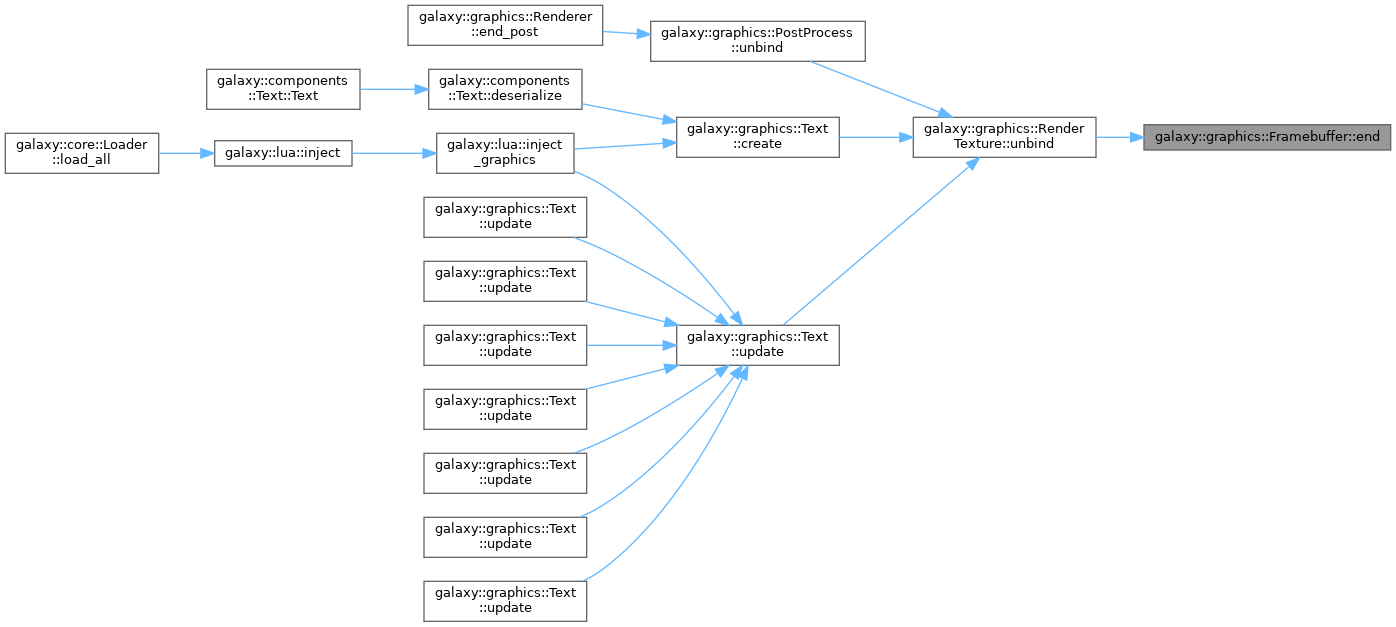 galaxy::graphics::Renderer
::end_post
galaxy::graphics::PostProcess
::unbind
galaxy::components
::Text::Text
galaxy::components
::Text::deserialize
galaxy::graphics::Text
::create
galaxy::graphics::Render
Texture::unbind
galaxy::graphics::Framebuffer::end
galaxy::core::Loader
::load_all
galaxy::lua::inject
galaxy::lua::inject
_graphics
galaxy::graphics::Text
::update
galaxy::graphics::Text
::update
galaxy::graphics::Text
::update
galaxy::graphics::Text
::update
galaxy::graphics::Text
::update
galaxy::graphics::Text
::update
galaxy::graphics::Text
::update
galaxy::graphics::Text
::update